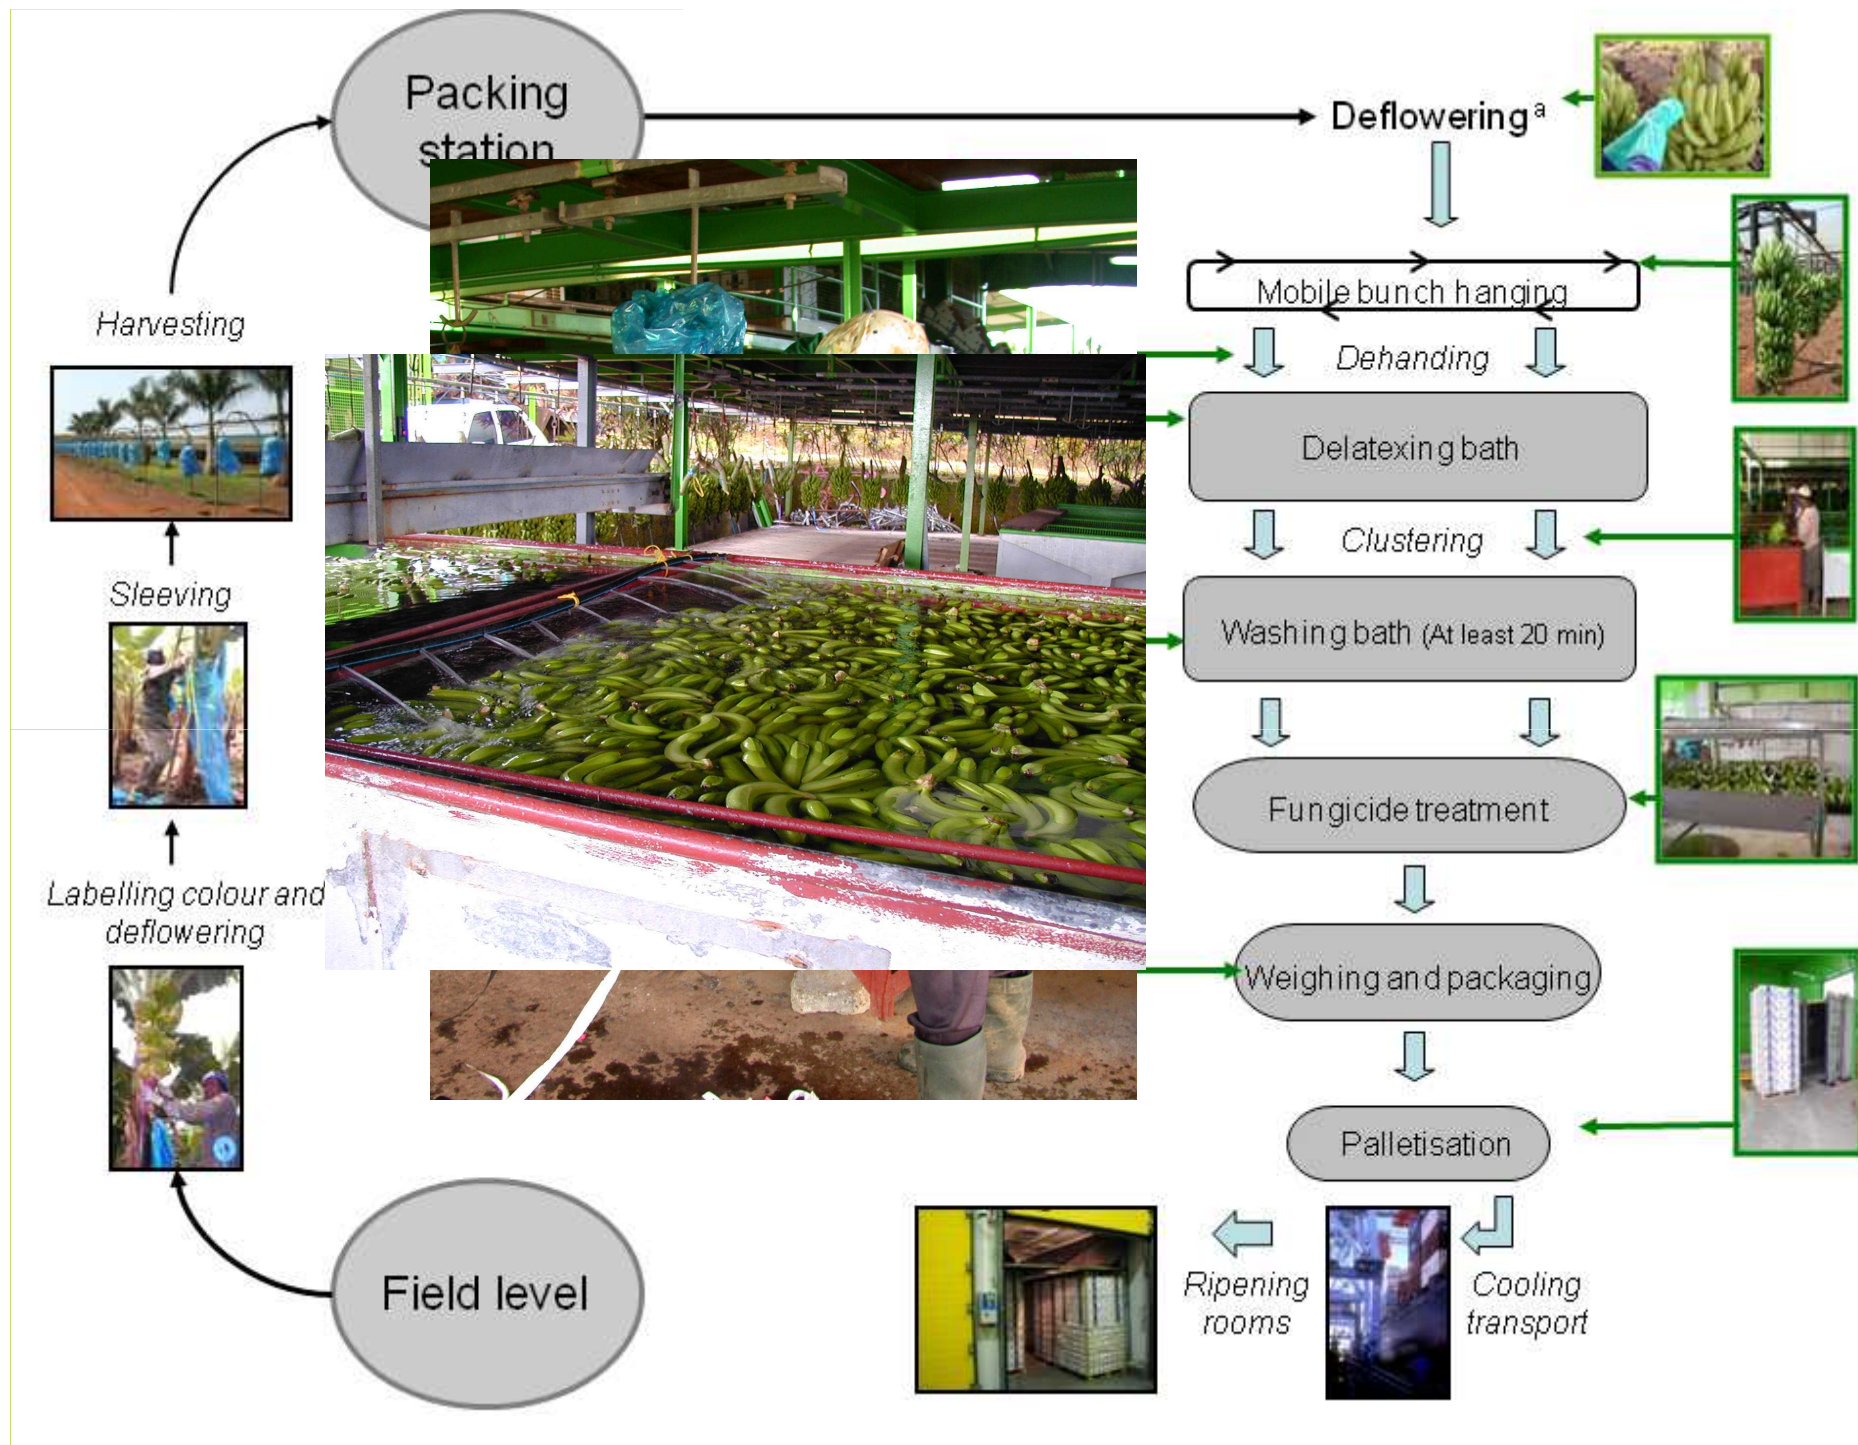 Packing
station
Deflowering a
Mobile bunch hanging
Harvesting
Dehanding
Delatexing bath
Clustering
Sleeving
Washing bath (At least 20 min)
Fungicide treatment
Labelling colour and
deflowering
Weighing and packaging
Palletisation
Field level
Ripening
rooms
Cooling
transport